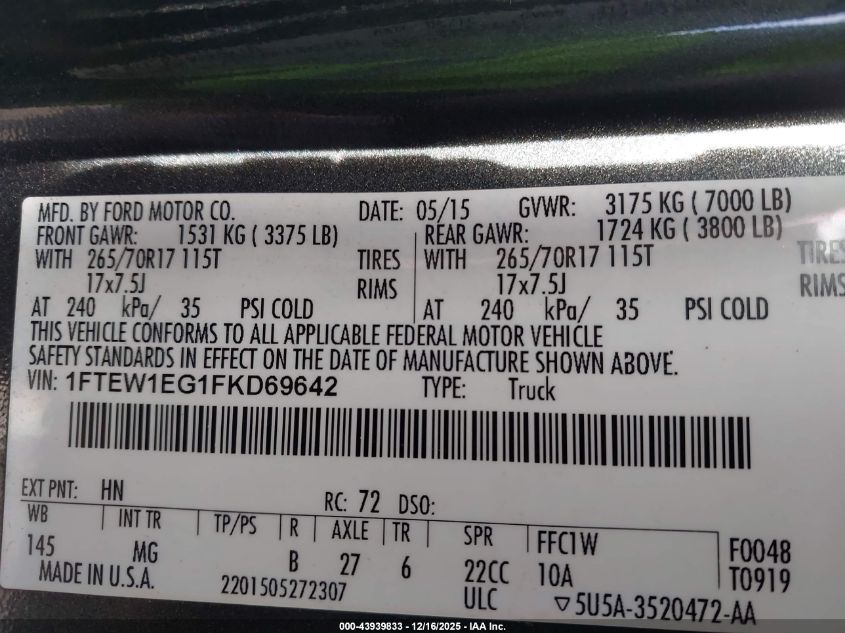 MFD. BY FORD MOTOR CO. DATE: 05/15 GVWR: 3175 KG ( 7000 LB)
FRONT GAWR: 1531 KG ( 3375 LB) REAR GAWR: 1724 KG ( 3800 LB)
WITH 265/70R17 115T TIRES WITH 265/70R17 115T TIRES
17x7.5J RIMS 17x7.5J RIMS
AT 240 kPa/ 35 PSI COLD AT 240 kPa/ 35 PSI COLD
THIS VEHICLE CONFORMS TO ALL APPLICABLE FEDERAL MOTOR VEHICLE
SAFETY STANDARDS IN EFFECT ON THE DATE OF MANUFACTURE SHOWN ABOVE.
VIN: 1FTEW1EG1FKD69642 TYPE: Truck
EXT PNT: HN RC: 72 DSO:
WB INT TR TP/PS R AXLE TR SPR FFC1W F0048
145 MG B 27 6 22CC 10A T0919
MADE IN U.S.A. 2201505272307 ULC ▽5U5A-3520472-AA
000-43939833 - 12/16/2025 - IAA Inc.